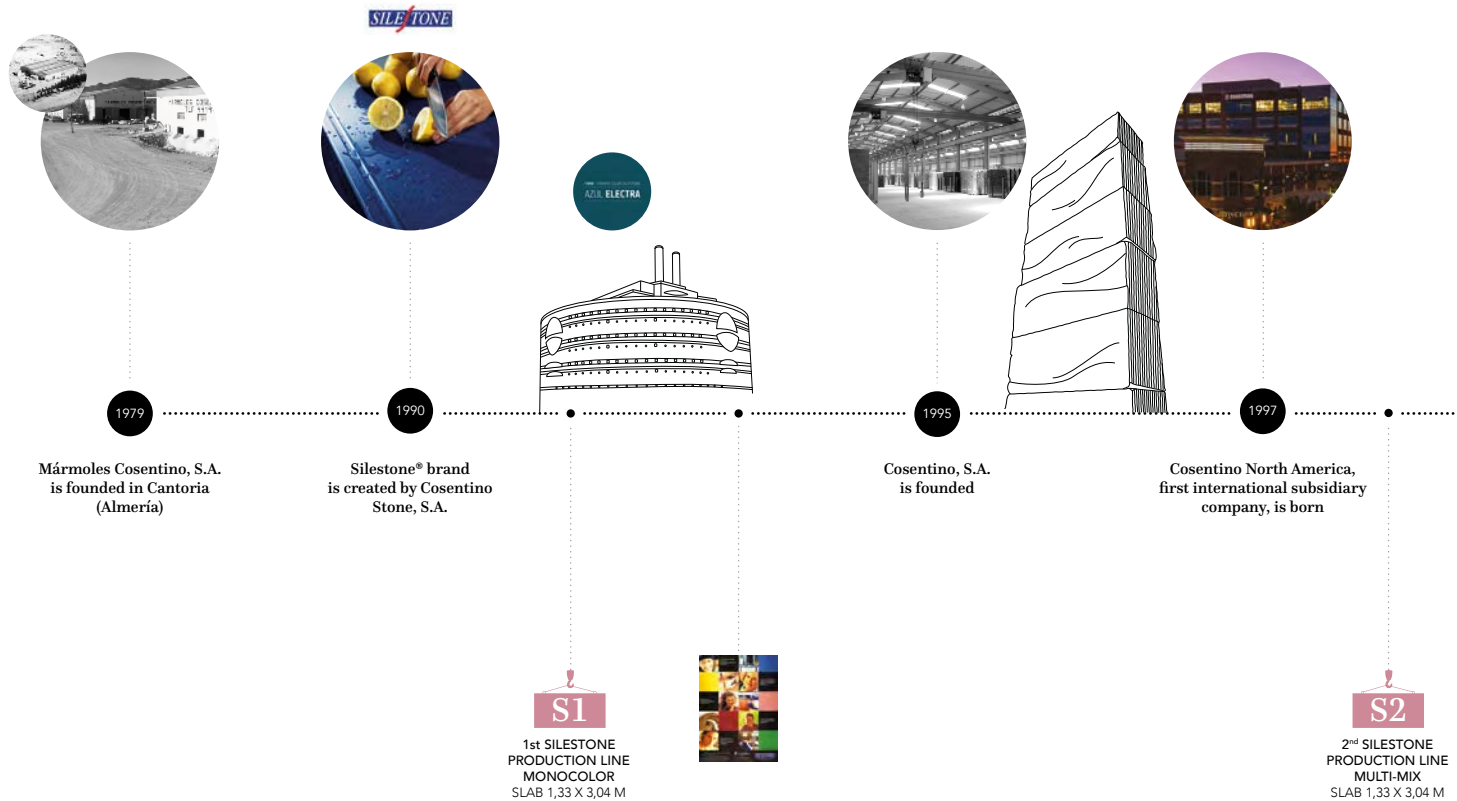 SILESTONE
AZUL ELECTRA
1979
1990
1995
1997
Mármoles Cosentino, S.A.
is founded in Cantoria
(Almería)
Silestone® brand
is created by Cosentino
Stone, S.A.
Cosentino, S.A.
is founded
Cosentino North America,
first international subsidiary
company, is born
S1
1st SILESTONE
PRODUCTION LINE
MONOCOLOR
SLAB 1,33 X 3,04 M
S2
2nd SILESTONE
PRODUCTION LINE
MULTI-MIX
SLAB 1,33 X 3,04 M